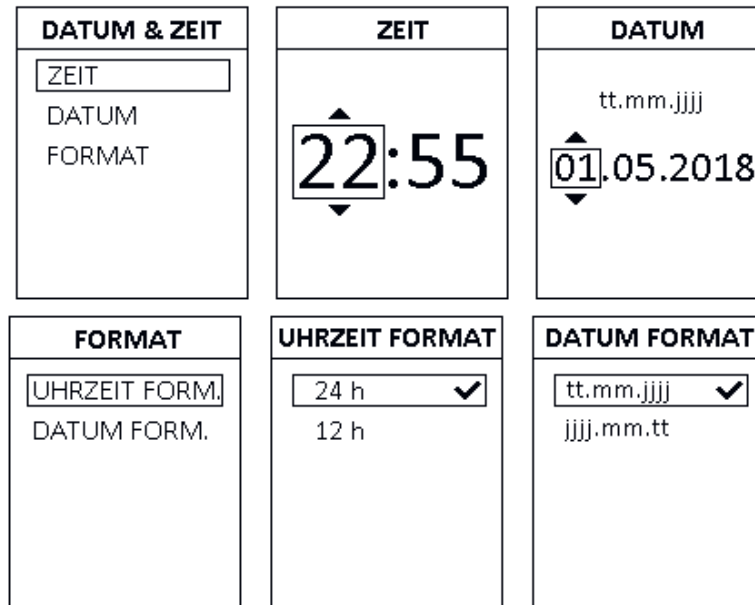 DATUM & ZEIT
ZEIT
DATUM
FORMAT
ZEIT
22:55
DATUM
tt.mm.jjjj
01.05.2018
FORMAT
UHRZEIT FORM.
DATUM FORM.
UHRZEIT FORMAT
24 h
12 h
DATUM FORMAT
tt.mm.jjjj
jjjj.mm.tt